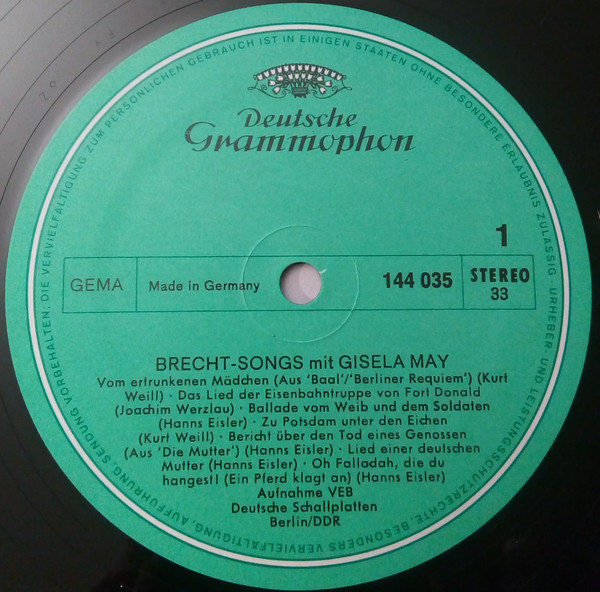 Deutsche
Grammophon
1
GEMA
Made in Germany
144 035
STEREO
33
BRECHT-SONGS mit GISELA MAY
Vom ertrunkenen Mädchen (Aus 'Baal'/'Berliner Requiem') (Kurt
Weill) · Das Lied der Eisenbahntruppe von Fort Donald
(Joachim Werzlau) · Ballade vom Weib und dem Soldaten
(Hanns Eisler) · Zu Potsdam unter den Eichen
(Kurt Weill) · Bericht über den Tod eines Genossen
(Aus 'Die Mutter') (Hanns Eisler) · Lied einer deutschen
Mutter (Hanns Eisler) · Oh Falladah, die du
hangest! (Ein Pferd klagt an) (Hanns Eisler)
Aufnahme VEB
Deutsche Schallplatten
Berlin/DDR
DIE VERVIELFÄLTIGUNG ZUM PERSÖNLICHEN GEBRAUCH IST IN EINIGEN STAATEN OHNE BESONDERE ERLAUBNIS ZULÄSSIG · URHEBER- UND LEISTUNGSSCHUTZRECHTE, BESONDERS VERVIELFÄLTIGUNG, AUFFÜHRUNG, SENDUNG VORBEHALTEN;